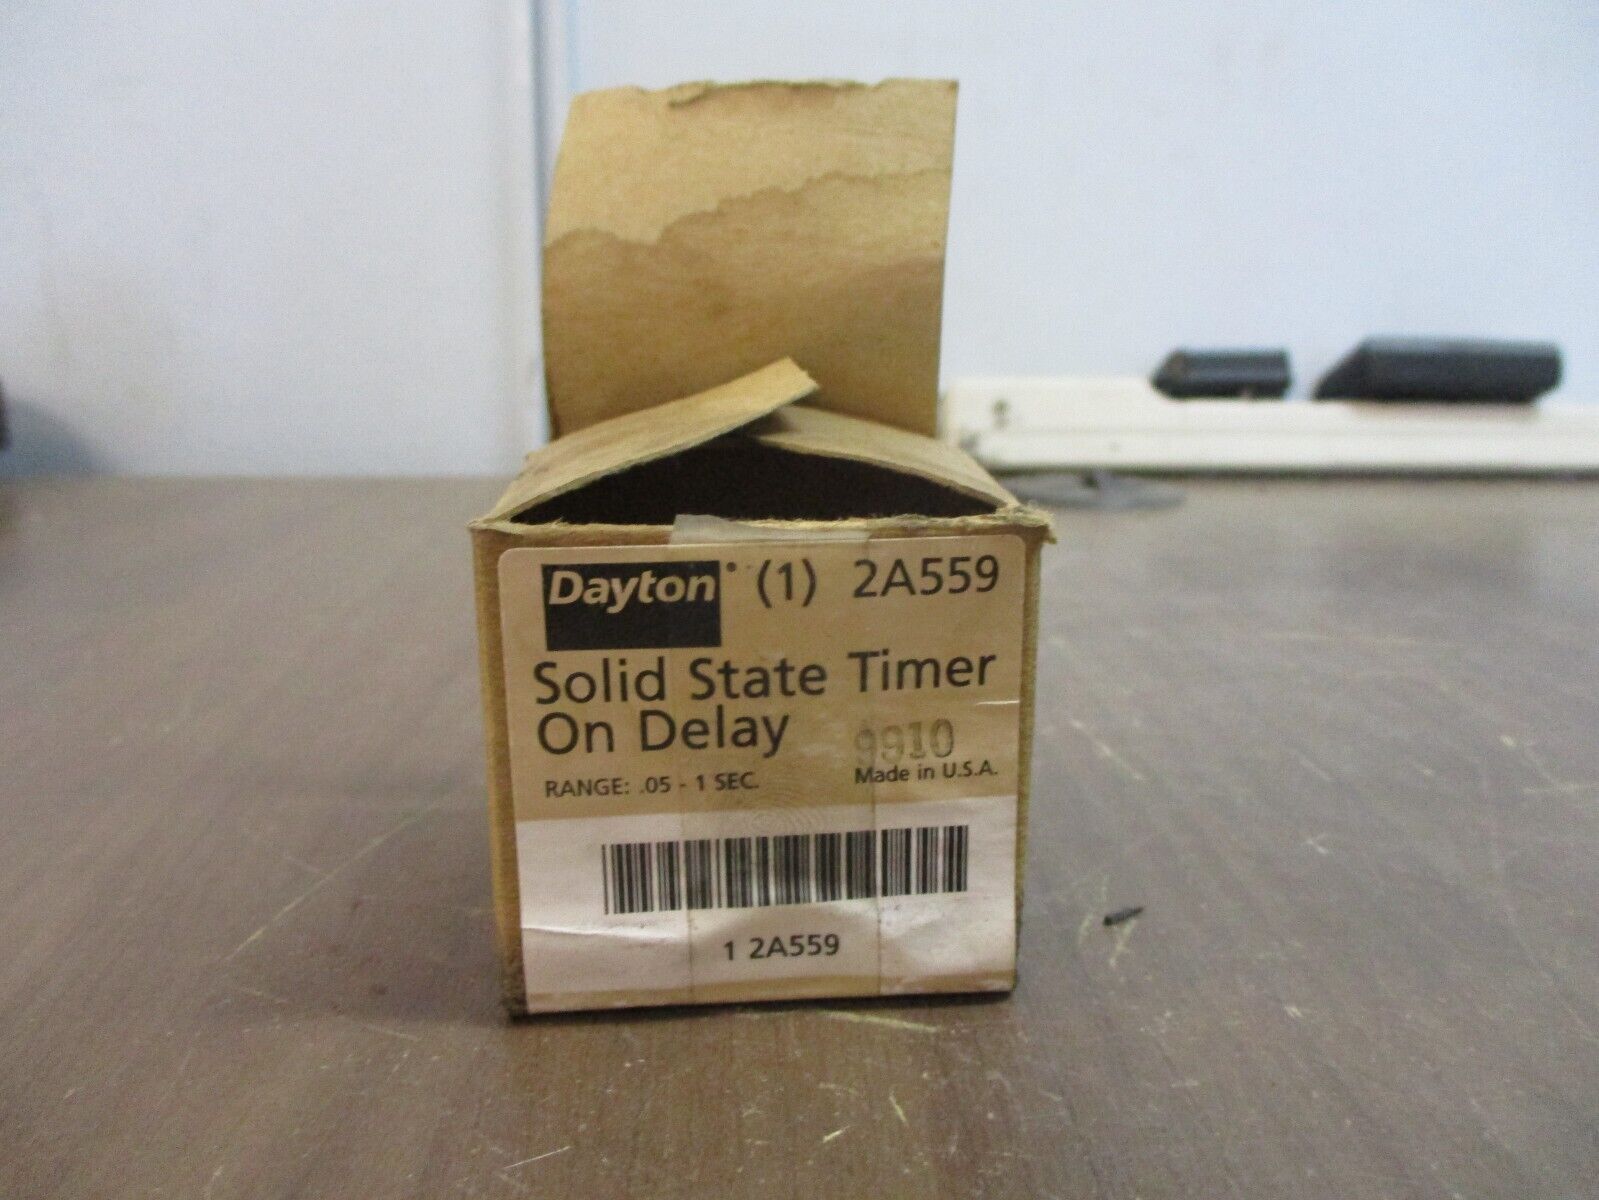 Dayton® (1) 2A559
Solid State Timer
On Delay 9910
RANGE: .05 - 1 SEC. Made in U.S.A.
1 2A559